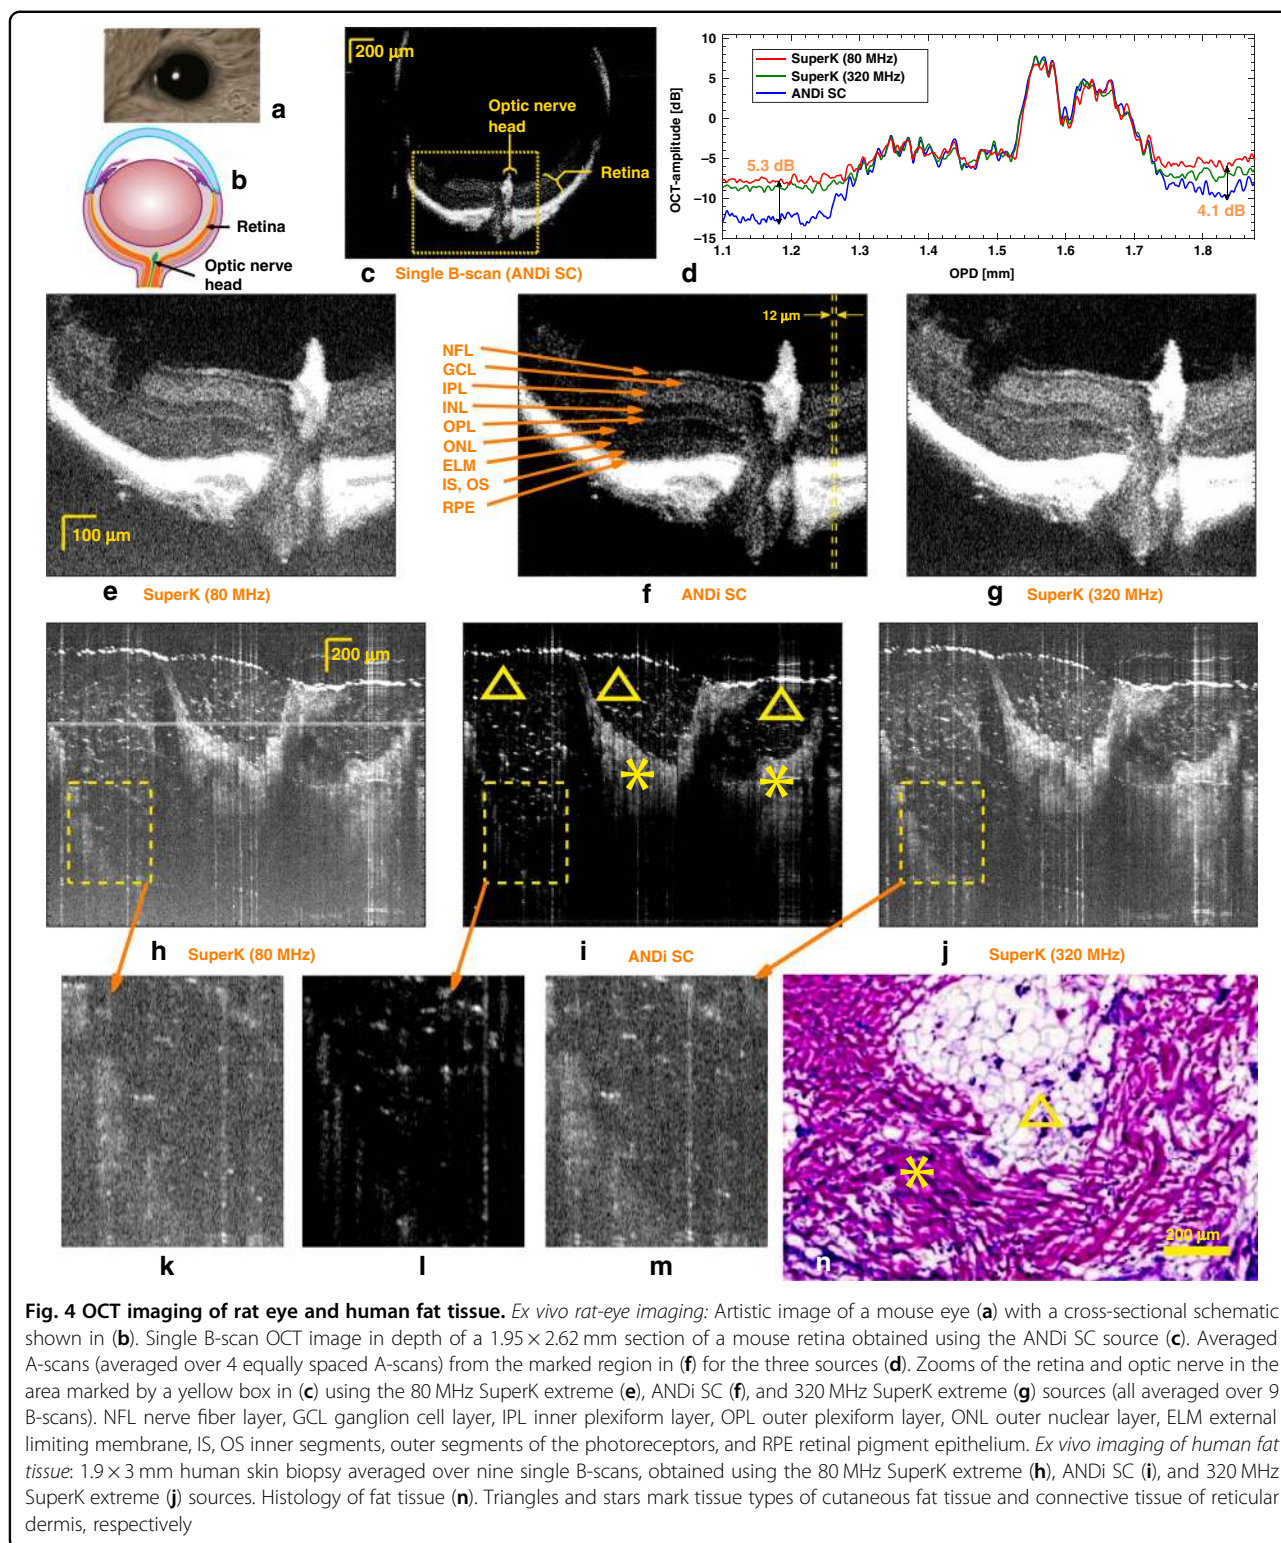 a
b
Retina
Optic nerve
head
200 μm
Optic nerve
head
Retina
c Single B-scan (ANDi SC)
10
5
0
−5
−10
−15
OCT-amplitude [dB]
SuperK (80 MHz)
SuperK (320 MHz)
ANDi SC
5.3 dB
4.1 dB
1.1 1.2 1.3 1.4 1.5 1.6 1.7 1.8
d OPD [mm]
100 μm
e SuperK (80 MHz)
NFL
GCL
IPL
INL
OPL
ONL
ELM
IS, OS
RPE
12 μm
f ANDi SC
g SuperK (320 MHz)
200 μm
h SuperK (80 MHz)
i ANDi SC
j SuperK (320 MHz)
k
l
m
n
200 μm
Fig. 4 OCT imaging of rat eye and human fat tissue. Ex vivo rat-eye imaging: Artistic image of a mouse eye (a) with a cross-sectional schematic
shown in (b). Single B-scan OCT image in depth of a 1.95 × 2.62 mm section of a mouse retina obtained using the ANDi SC source (c). Averaged
A-scans (averaged over 4 equally spaced A-scans) from the marked region in (f) for the three sources (d). Zooms of the retina and optic nerve in the
area marked by a yellow box in (c) using the 80 MHz SuperK extreme (e), ANDi SC (f), and 320 MHz SuperK extreme (g) sources (all averaged over 9
B-scans). NFL nerve fiber layer, GCL ganglion cell layer, IPL inner plexiform layer, OPL outer plexiform layer, ONL outer nuclear layer, ELM external
limiting membrane, IS, OS inner segments, outer segments of the photoreceptors, and RPE retinal pigment epithelium. Ex vivo imaging of human fat
tissue: 1.9 × 3 mm human skin biopsy averaged over nine single B-scans, obtained using the 80 MHz SuperK extreme (h), ANDi SC (i), and 320 MHz
SuperK extreme (j) sources. Histology of fat tissue (n). Triangles and stars mark tissue types of cutaneous fat tissue and connective tissue of reticular
dermis, respectively